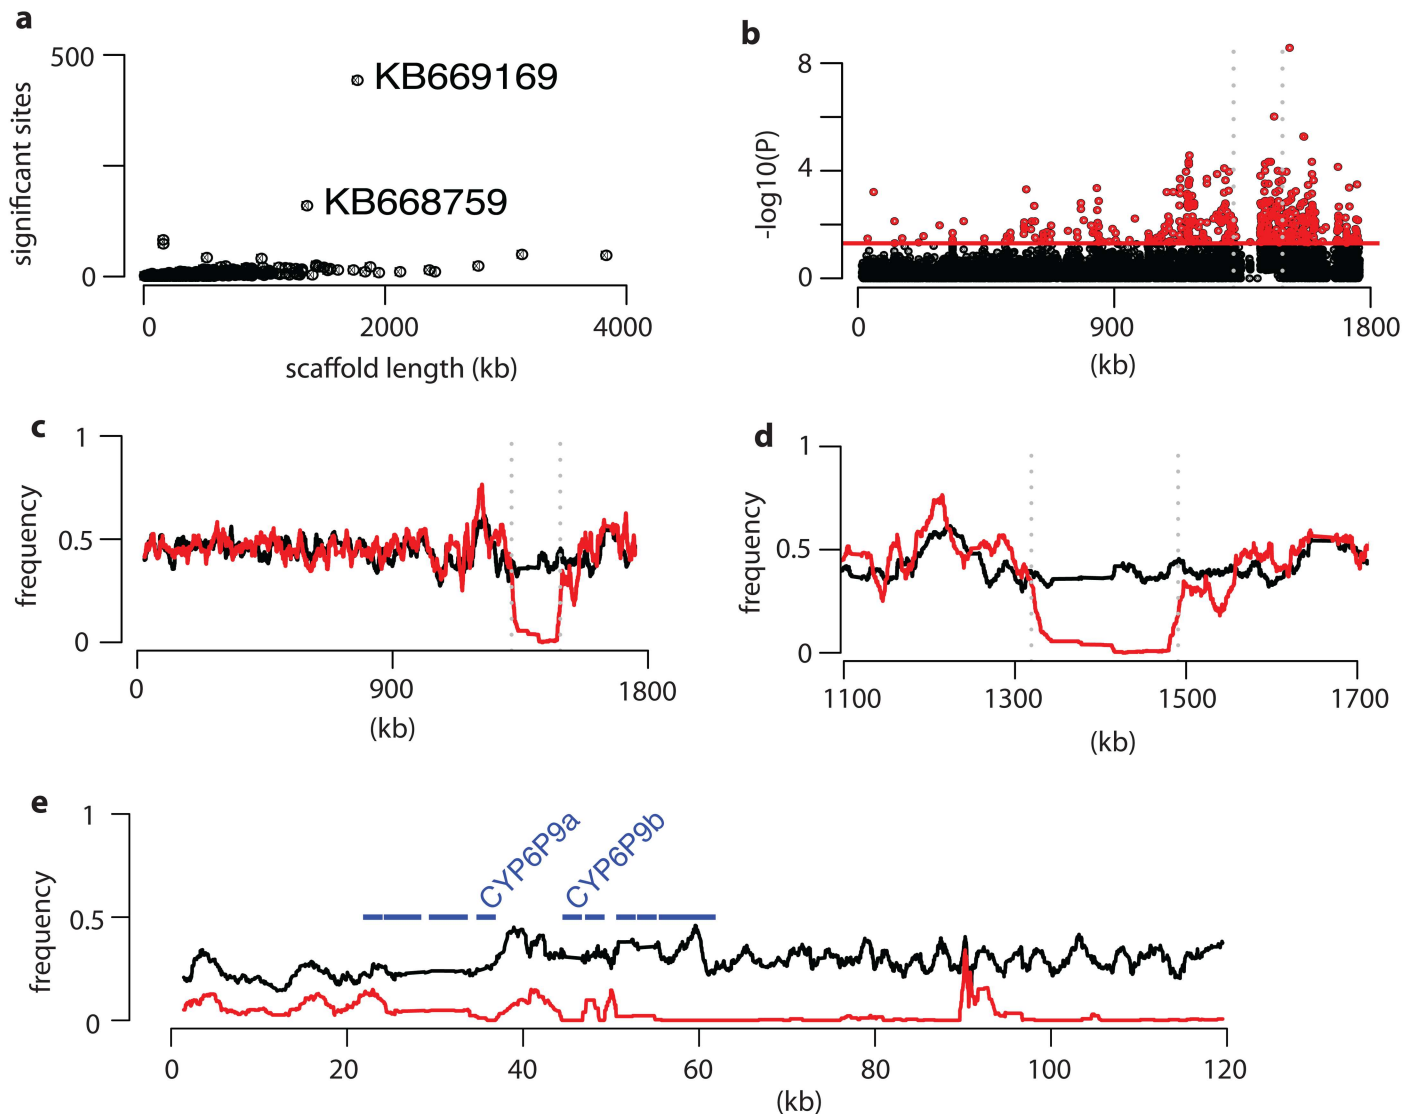 a
500
0
significant sites
KB669169
KB668759
0
2000
4000
scaffold length (kb)
b
8
4
0
-log10(P)
0
900
1800
(kb)
c
1
0.5
0
frequency
0
900
1800
(kb)
d
1
0.5
0
frequency
1100
1300
1500
1700
(kb)
e
1
0.5
0
frequency
CYP6P9a
CYP6P9b
0
20
40
60
80
100
120
(kb)